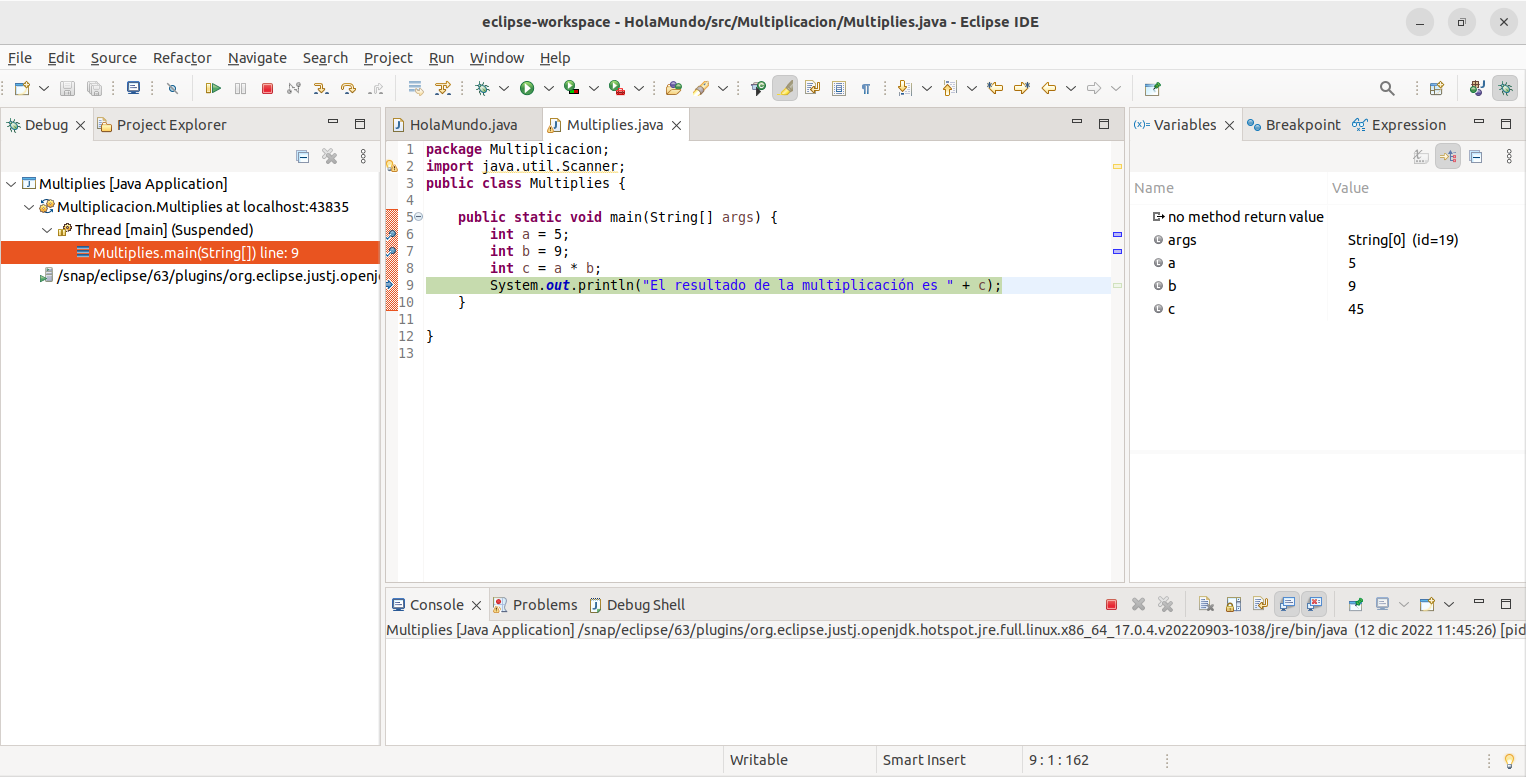 eclipse-workspace - HolaMundo/src/Multiplicacion/Multiplies.java - Eclipse IDE
File Edit Source Refactor Navigate Search Project Run Window Help
Debug Project Explorer
Multiplies [Java Application]
Multiplicacion.Multiplies at localhost:43835
Thread [main] (Suspended)
Multiplies.main(String[]) line: 9
/snap/eclipse/63/plugins/org.eclipse.justj.openj
HolaMundo.java Multiplies.java
1 package Multiplicacion;
2 import java.util.Scanner;
3 public class Multiplies {
4
5 public static void main(String[] args) {
6 int a = 5;
7 int b = 9;
8 int c = a * b;
9 System.out.println("El resultado de la multiplicación es " + c);
10 }
11
12 }
13
(x)= Variables Breakpoint Expression
Name Value
no method return value
args String[0] (id=19)
a 5
b 9
c 45
Console Problems Debug Shell
Multiplies [Java Application] /snap/eclipse/63/plugins/org.eclipse.justj.openjdk.hotspot.jre.full.linux.x86_64_17.0.4.v20220903-1038/jre/bin/java (12 dic 2022 11:45:26) [pid
Writable Smart Insert 9 : 1 : 162